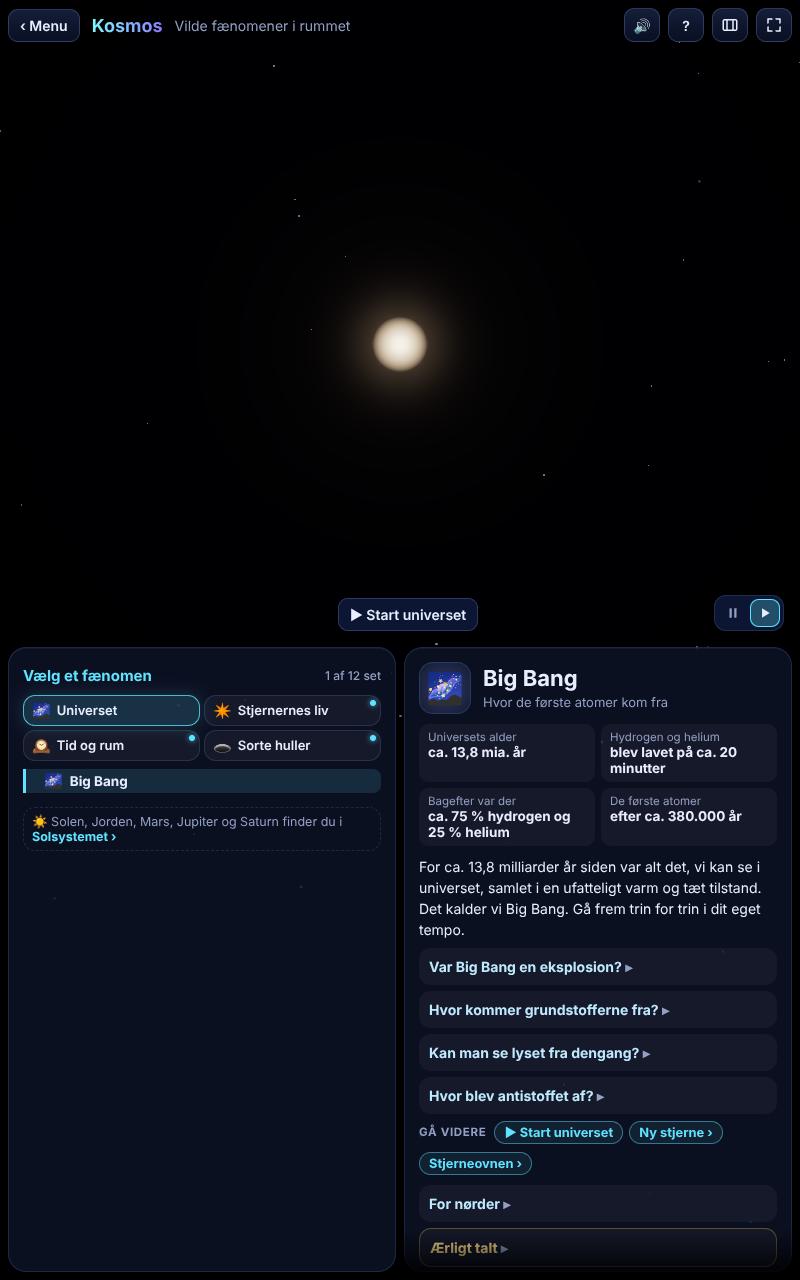 ‹ Menu
Kosmos
Vilde fænomener i rummet
?
▶ Start universet
Vælg et fænomen
1 af 12 set
Universet
Stjernernes liv
Tid og rum
Sorte huller
Big Bang
Solen, Jorden, Mars, Jupiter og Saturn finder du i
Solsystemet ›
Big Bang
Hvor de første atomer kom fra
Universets alder
ca. 13,8 mia. år
Hydrogen og helium
blev lavet på ca. 20
minutter
Bagefter var der
ca. 75 % hydrogen og
25 % helium
De første atomer
efter ca. 380.000 år
For ca. 13,8 milliarder år siden var alt det, vi kan se i
universet, samlet i en ufatteligt varm og tæt tilstand.
Det kalder vi Big Bang. Gå frem trin for trin i dit eget
tempo.
Var Big Bang en eksplosion? ▸
Hvor kommer grundstofferne fra? ▸
Kan man se lyset fra dengang? ▸
Hvor blev antistoffet af? ▸
GÅ VIDERE
▶ Start universet
Ny stjerne ›
Stjerneovnen ›
For nørder ▸
Ærligt talt ▸